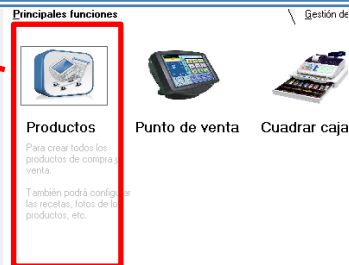 Principales funciones
Gestión de
Productos
Punto de venta
Cuadrar caja
Para crear todos los
productos de compra y
venta.
También podrá configurar
las recetas, fotos de los
productos, etc.